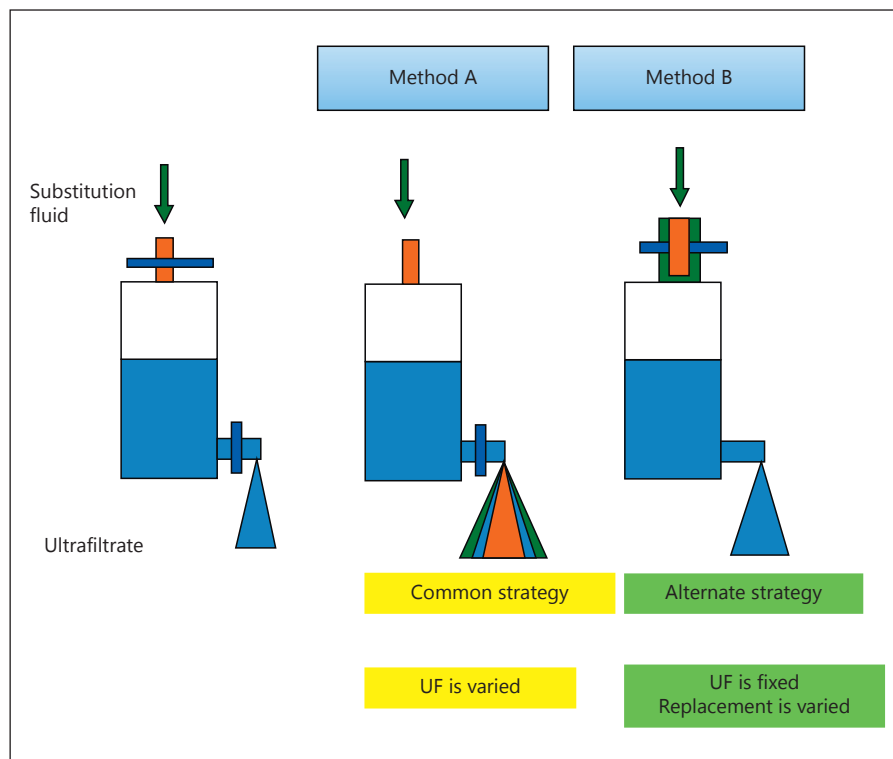 Method A
Method B
Substitution
fluid
Ultrafiltrate
Common strategy
Alternate strategy
UF is varied
UF is fixed
Replacement is varied